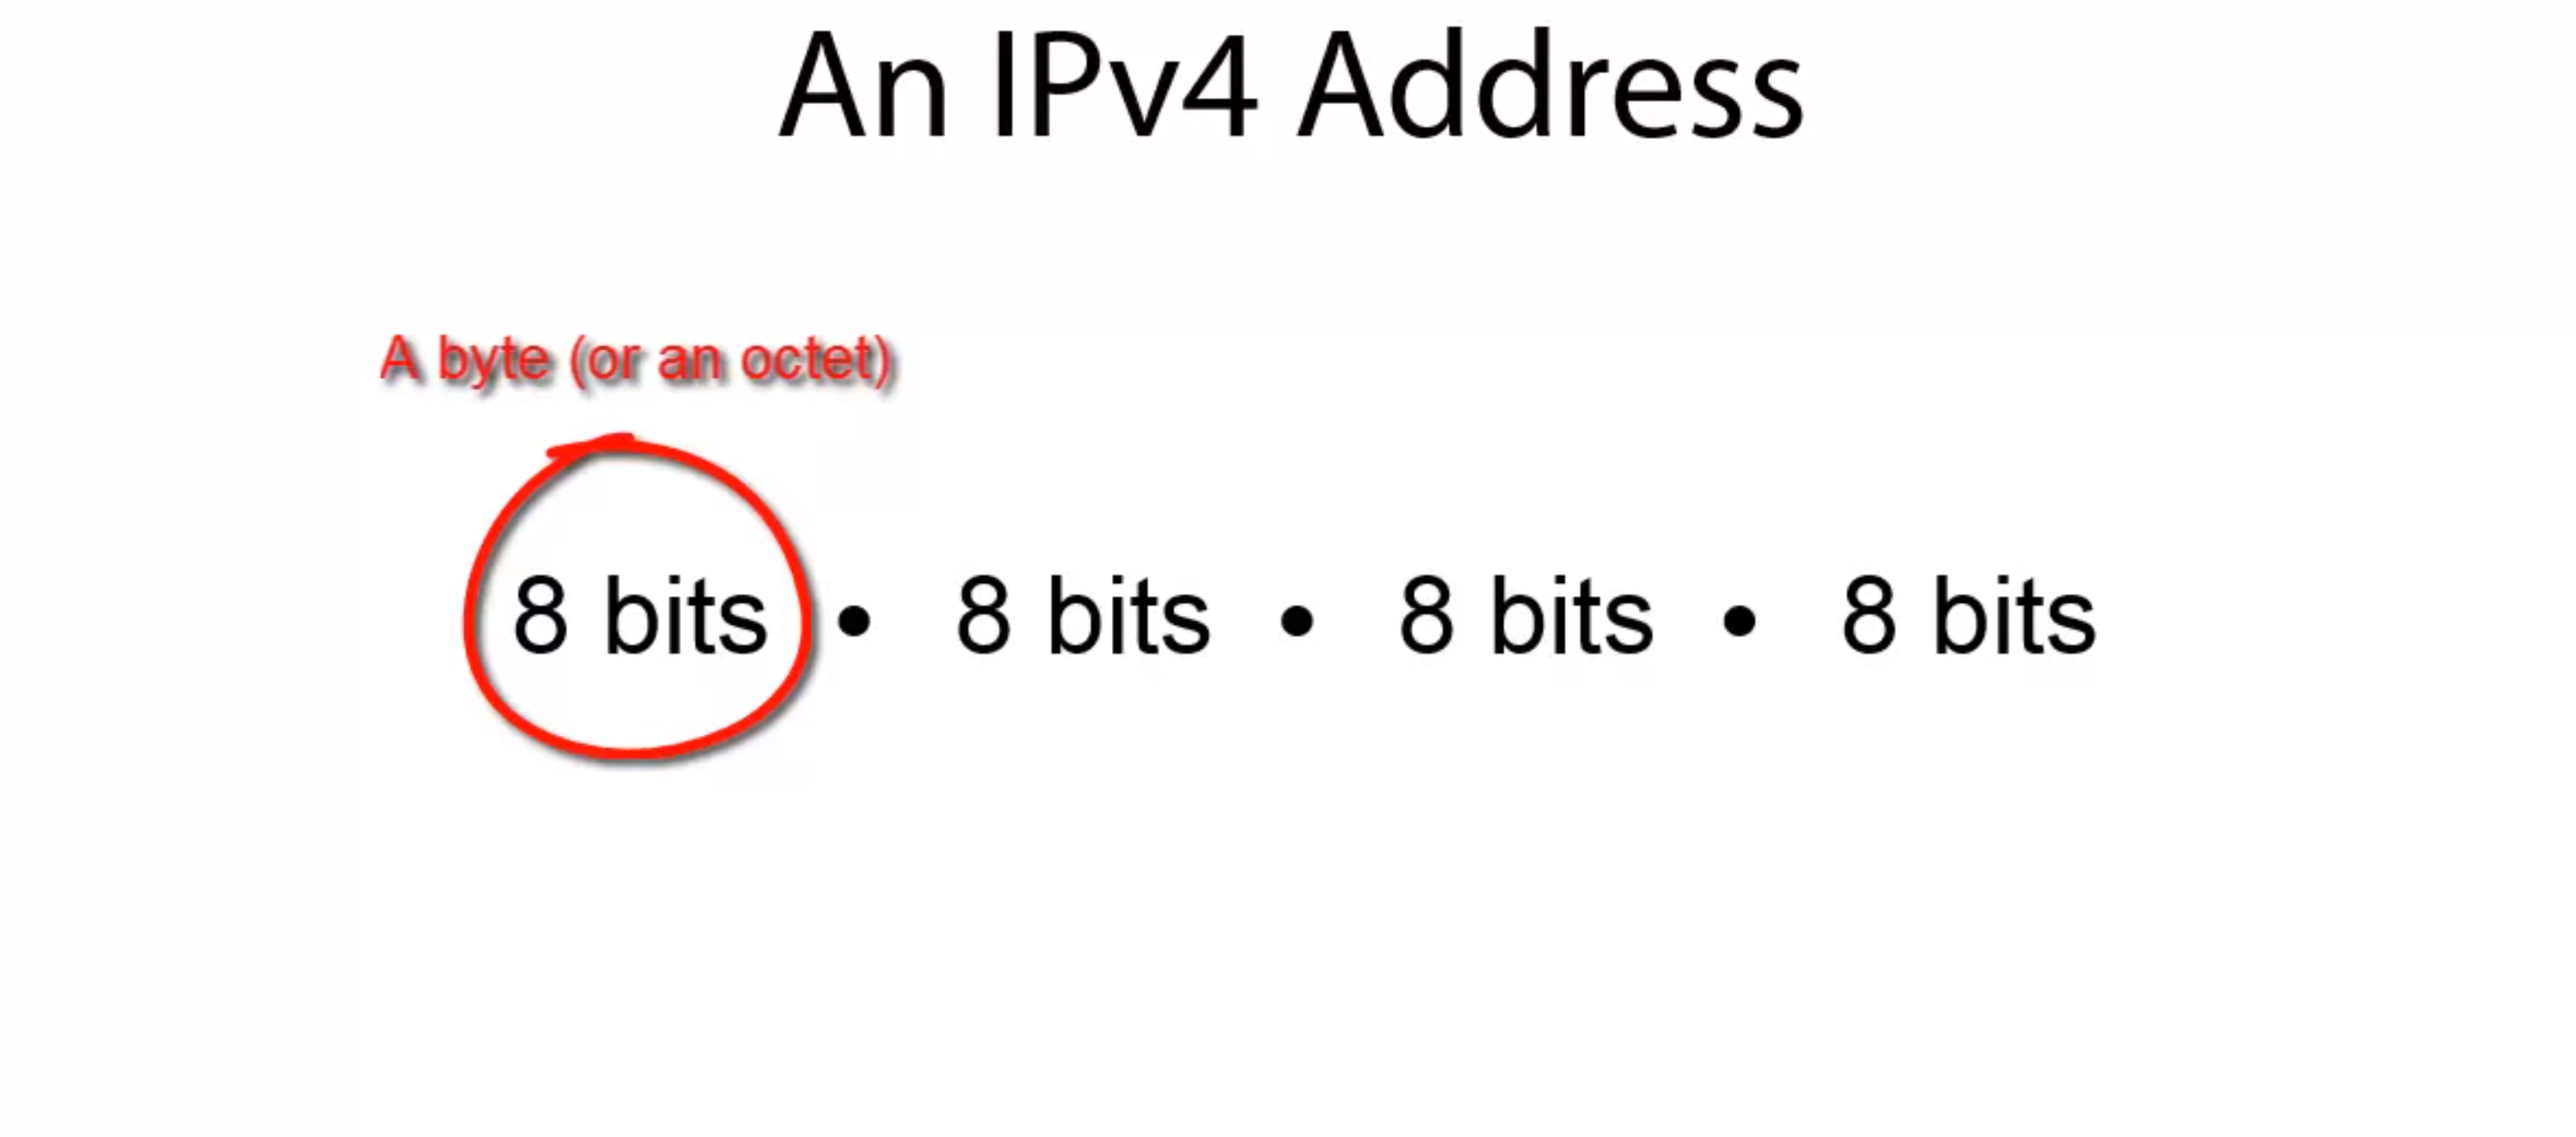 An IPv4 Address
A byte (or an octet)
8 bits • 8 bits • 8 bits • 8 bits